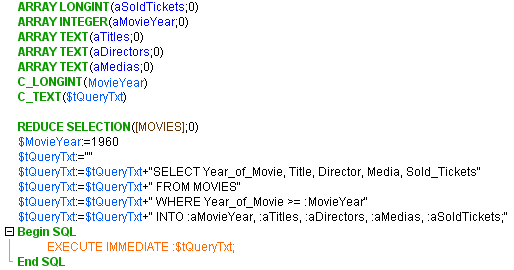 ARRAY LONGINT(aSoldTickets;0)
ARRAY INTEGER(aMovieYear;0)
ARRAY TEXT(aTitles;0)
ARRAY TEXT(aDirectors;0)
ARRAY TEXT(aMedias;0)
C_LONGINT(MovieYear)
C_TEXT($tQueryTxt)
REDUCE SELECTION([MOVIES];0)
$MovieYear:=1960
$tQueryTxt:=""
$tQueryTxt:=$tQueryTxt+"SELECT Year_of_Movie, Title, Director, Media, Sold_Tickets"
$tQueryTxt:=$tQueryTxt+" FROM MOVIES"
$tQueryTxt:=$tQueryTxt+" WHERE Year_of_Movie >= :MovieYear"
$tQueryTxt:=$tQueryTxt+" INTO :aMovieYear, :aTitles, :aDirectors, :aMedias, :aSoldTickets;"
Begin SQL
EXECUTE IMMEDIATE :$tQueryTxt;
End SQL